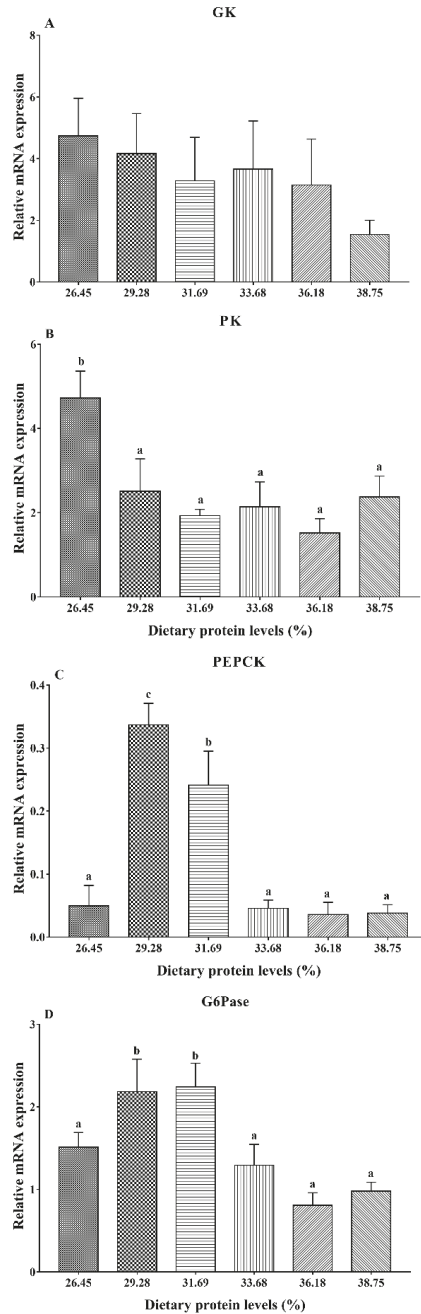 GK
A
Relative mRNA expression
8
6
4
2
0
26.45 29.28 31.69 33.68 36.18 38.75
PK
B
Relative mRNA expression
6
4
2
0
b a a a a a
26.45 29.28 31.69 33.68 36.18 38.75
Dietary protein levels (%)
PEPCK
C
Relative mRNA expression
0.4
0.3
0.2
0.1
0.0
a c b a a a
26.45 29.28 31.69 33.68 36.18 38.75
Dietary protein levels (%)
G6Pase
D
Relative mRNA expression
3
2
1
0
a b b a a a
26.45 29.28 31.69 33.68 36.18 38.75
Dietary protein levels (%)